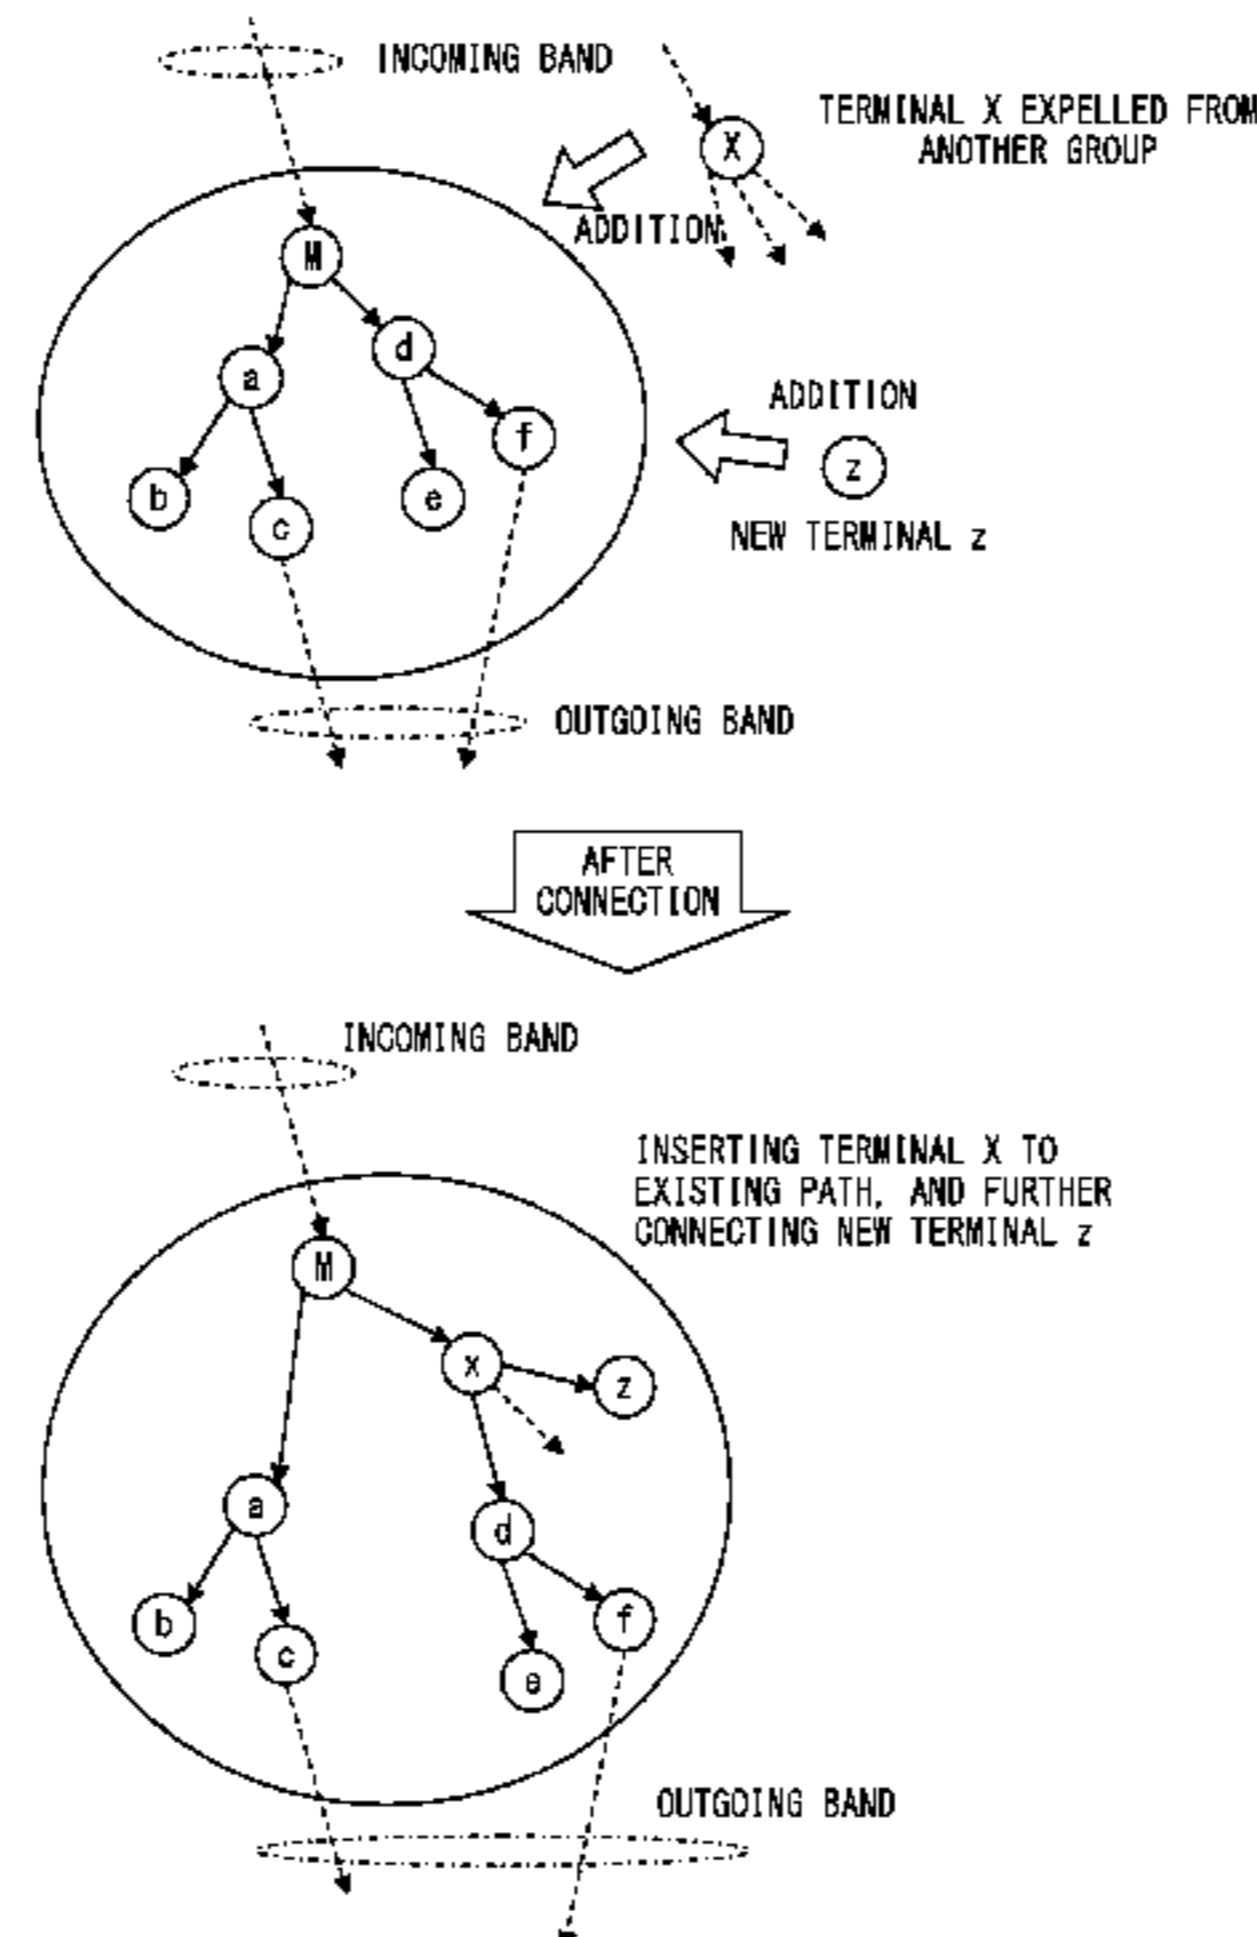 INCOMING BAND
TERMINAL X EXPELLED FROM
ANOTHER GROUP
X
ADDITION
M
d
a
ADDITION
f
z
b
e
c
NEW TERMINAL z
OUTGOING BAND
AFTER
CONNECTION
INCOMING BAND
INSERTING TERMINAL X TO
EXISTING PATH, AND FURTHER
CONNECTING NEW TERMINAL z
M
x
z
a
d
b
f
c
e
OUTGOING BAND